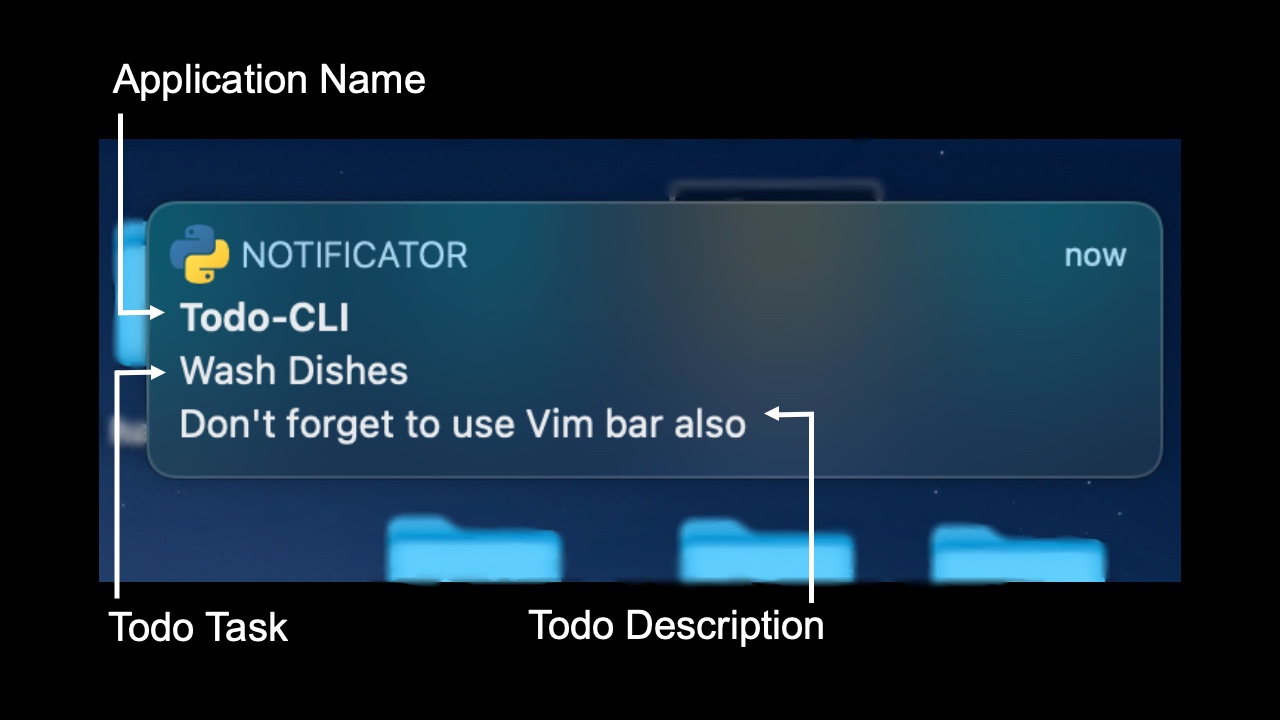 Application Name
NOTIFICATOR now
Todo-CLI
Wash Dishes
Don't forget to use Vim bar also
Todo Task
Todo Description